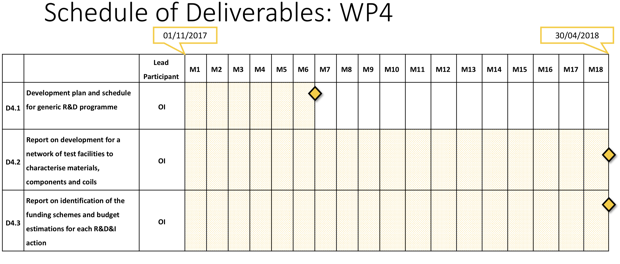 Schedule of Deliverables: WP4
01/11/2017
30/04/2018
Lead
Participant
M1 M2 M3 M4 M5 M6 M7 M8 M9 M10 M11 M12 M13 M14 M15 M16 M17 M18
D4.1
Development plan and schedule
for generic R&D programme
OI
D4.2
Report on development for a
network of test facilities to
characterise materials,
components and coils
OI
D4.3
Report on identification of the
funding schemes and budget
estimations for each R&D&I
action
OI